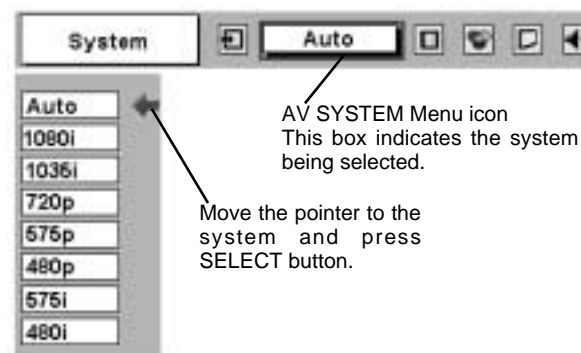 System
Auto
AV SYSTEM Menu icon
This box indicates the system
being selected.
Auto
1080i
1035i
720p
575p
480p
575i
480i
Move the pointer to the
system and press
SELECT button.